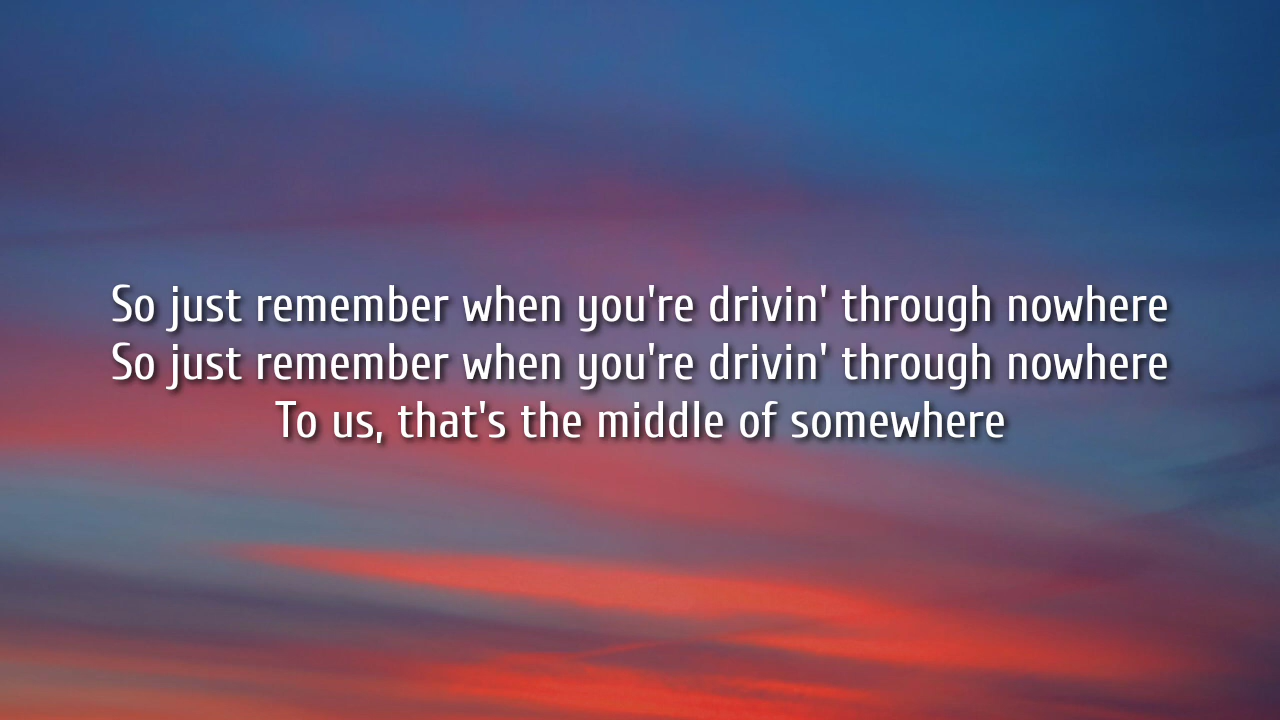 So just remember when you're drivin' through nowhere
So just remember when you're drivin' through nowhere
To us, that's the middle of somewhere